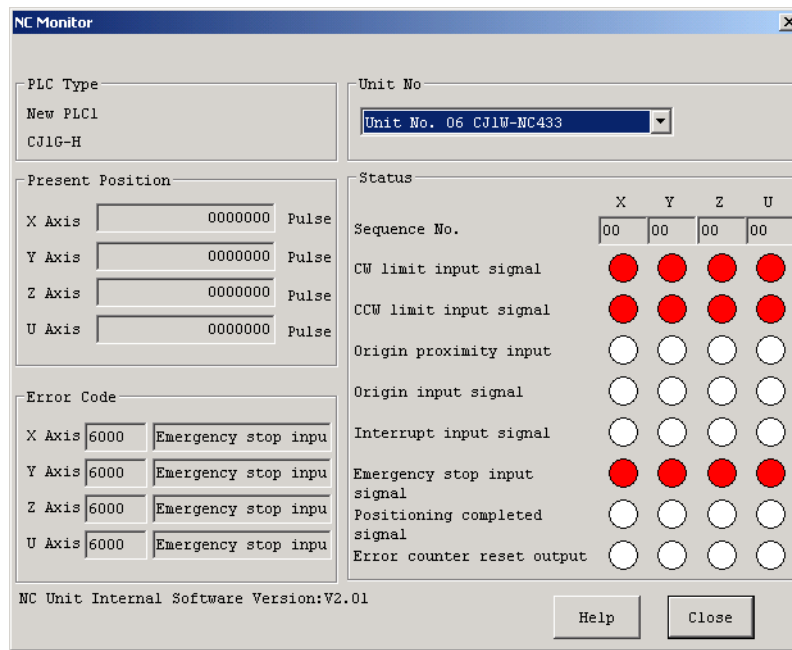 NC Monitor
PLC Type
New PLC1
CJ1G-H
Unit No
Unit No. 06 CJ1W-NC433
Present Position
X Axis 0000000 Pulse
Y Axis 0000000 Pulse
Z Axis 0000000 Pulse
U Axis 0000000 Pulse
Error Code
X Axis 6000 Emergency stop inpu
Y Axis 6000 Emergency stop inpu
Z Axis 6000 Emergency stop inpu
U Axis 6000 Emergency stop inpu
Status
X Y Z U
Sequence No. 00 00 00 00
CW limit input signal
CCW limit input signal
Origin proximity input
Origin input signal
Interrupt input signal
Emergency stop input
signal
Positioning completed
signal
Error counter reset output
NC Unit Internal Software Version:V2.01
Help
Close